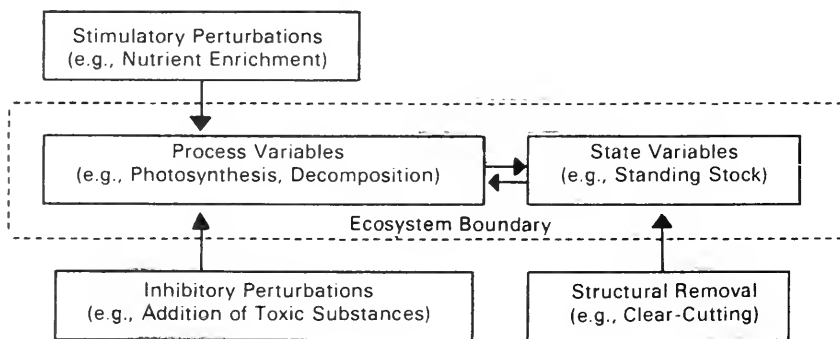 Stimulatory Perturbations
(e.g., Nutrient Enrichment)
Process Variables
(e.g., Photosynthesis, Decomposition)
State Variables
(e.g., Standing Stock)
Ecosystem Boundary
Inhibitory Perturbations
(e.g., Addition of Toxic Substances)
Structural Removal
(e.g., Clear-Cutting)